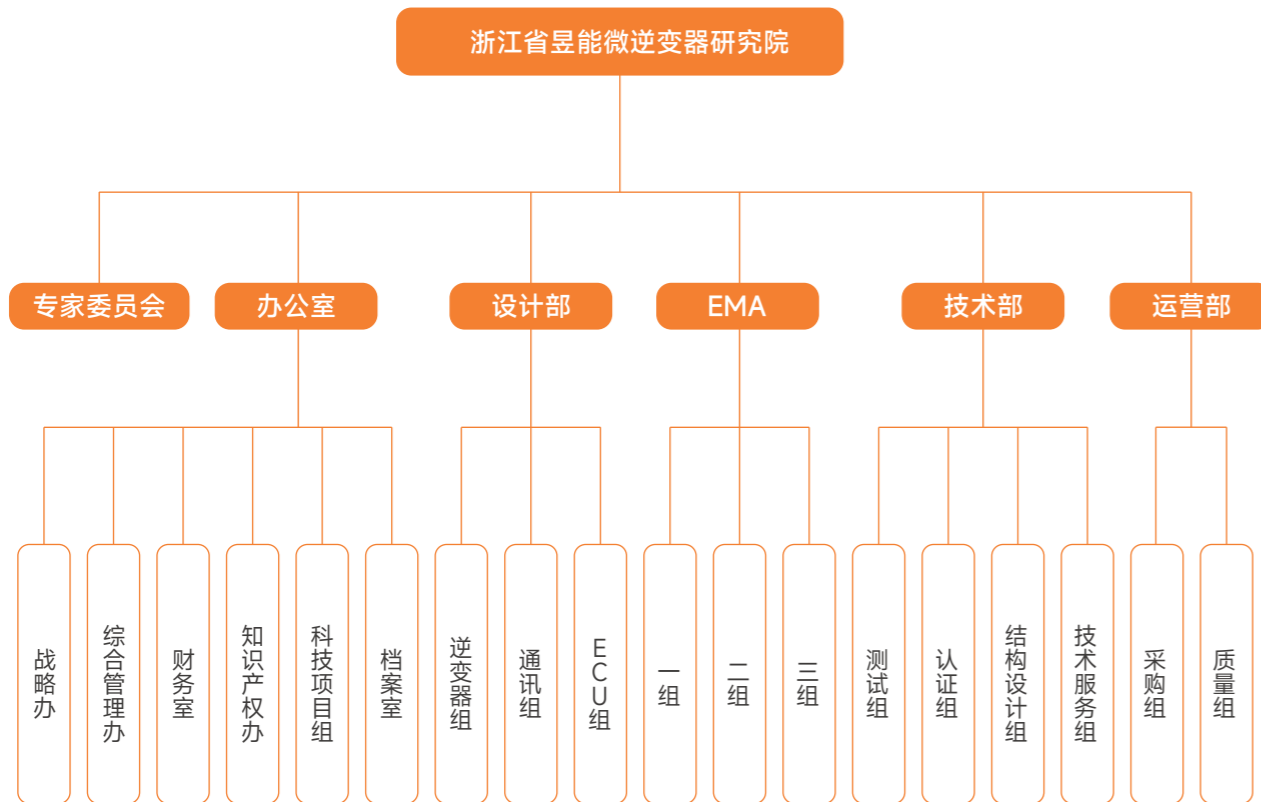 浙江省昱能微逆变器研究院
专家委员会
办公室
设计部
EMA
技术部
运营部
战略办
综合管理办
财务室
知识产权办
科技项目组
档案室
逆变器组
通讯组
ECU组
一组
二组
三组
测试组
认证组
结构设计组
技术服务组
采购组
质量组